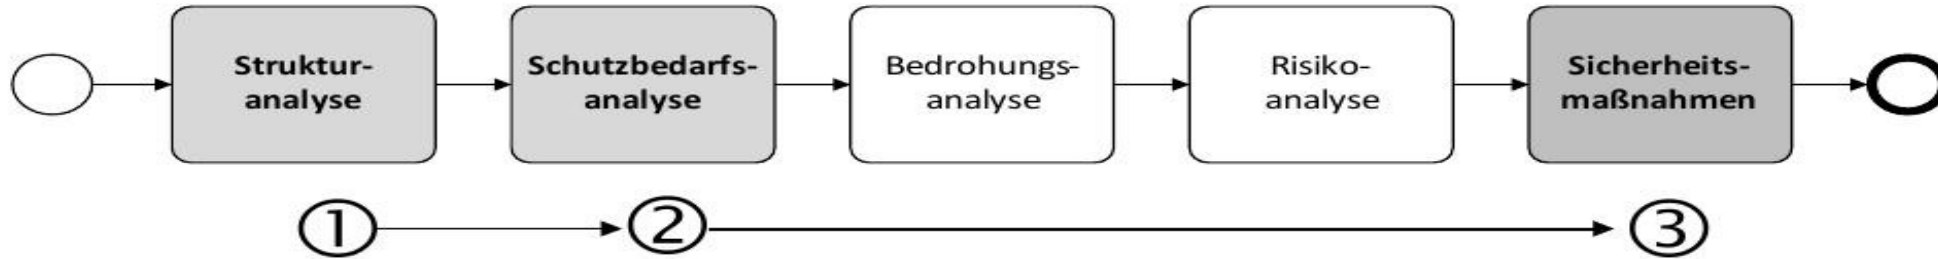 Struktur-
analyse
Schutzbedarfs-
analyse
Bedrohungs-
analyse
Risiko-
analyse
Sicherheits-
maßnahmen
1
2
3